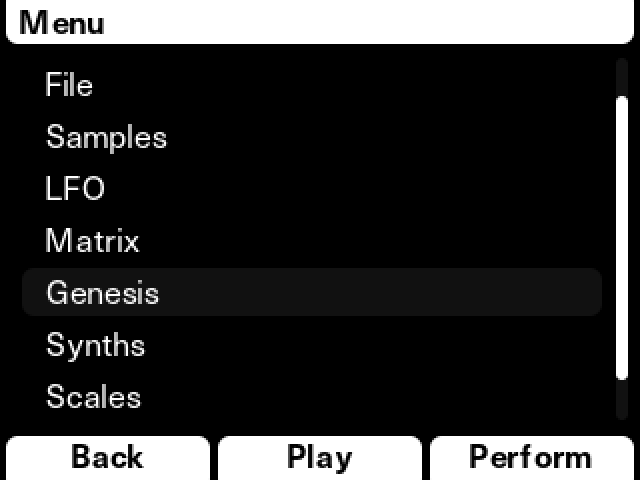 Menu
File
Samples
LFO
Matrix
Genesis
Synths
Scales
Back Play Perform